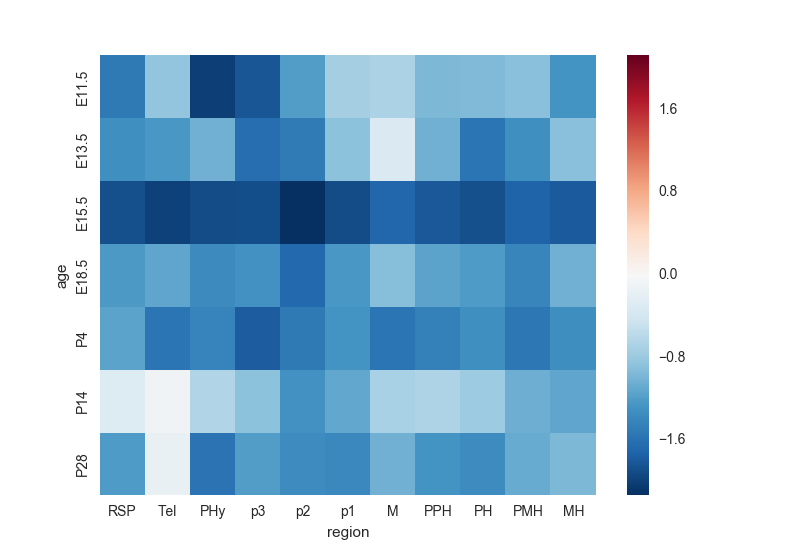 E11.5
E13.5
E15.5
E18.5
P4
P14
P28
age
RSP Tel PHy p3 p2 p1 M PPH PH PMH MH
region
1.6
0.8
0.0
−0.8
−1.6